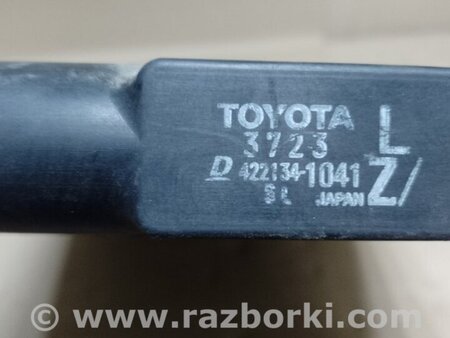 TOYOTA
3723 L
D 422134-1041 Z/
JAPAN
© www.razborki.com